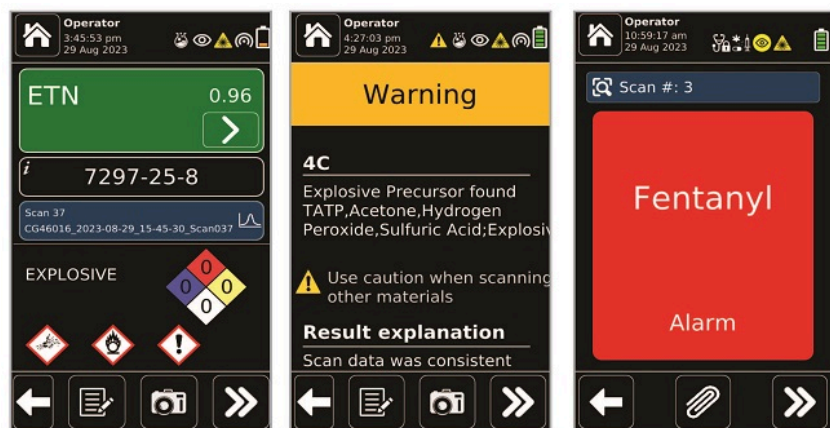 Operator
3:45:53 pm
29 Aug 2023
ETN 0.96
i 7297-25-8
Scan 37
CG46016_2023-08-29_15-45-30_Scan037
EXPLOSIVE
0
0 0
0
Operator
4:27:03 pm
29 Aug 2023
Warning
4C
Explosive Precursor found
TATP,Acetone,Hydrogen
Peroxide,Sulfuric Acid;Explosiv
Use caution when scanning
other materials
Result explanation
Scan data was consistent
Operator
10:59:17 am
29 Aug 2023
Scan #: 3
Fentanyl
Alarm